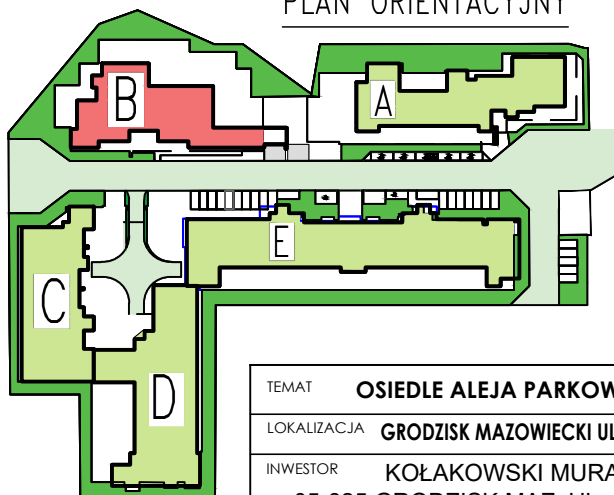 PLAN ORIENTACYJNY
B
A
E
C
D
TEMAT OSIEDLE ALEJA PARKOW
LOKALIZACJA GRODZISK MAZOWIECKI UL
INWESTOR KOŁAKOWSKI MURA